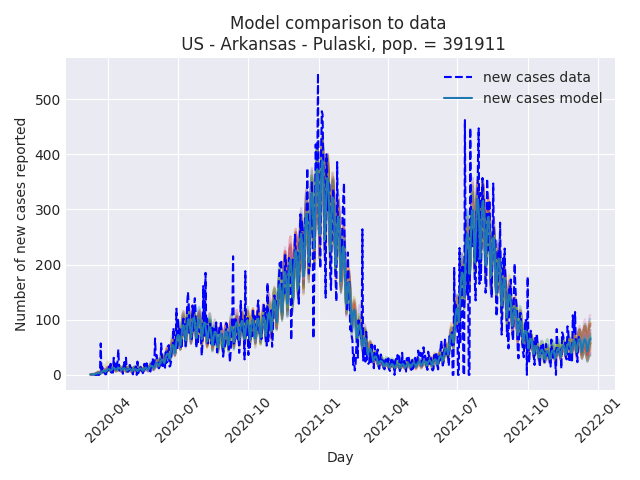 Model comparison to data
US - Arkansas - Pulaski, pop. = 391911
new cases data
new cases model
Number of new cases reported
500
400
300
200
100
0
2020-04
2020-07
2020-10
2021-01
2021-04
2021-07
2021-10
2022-01
Day